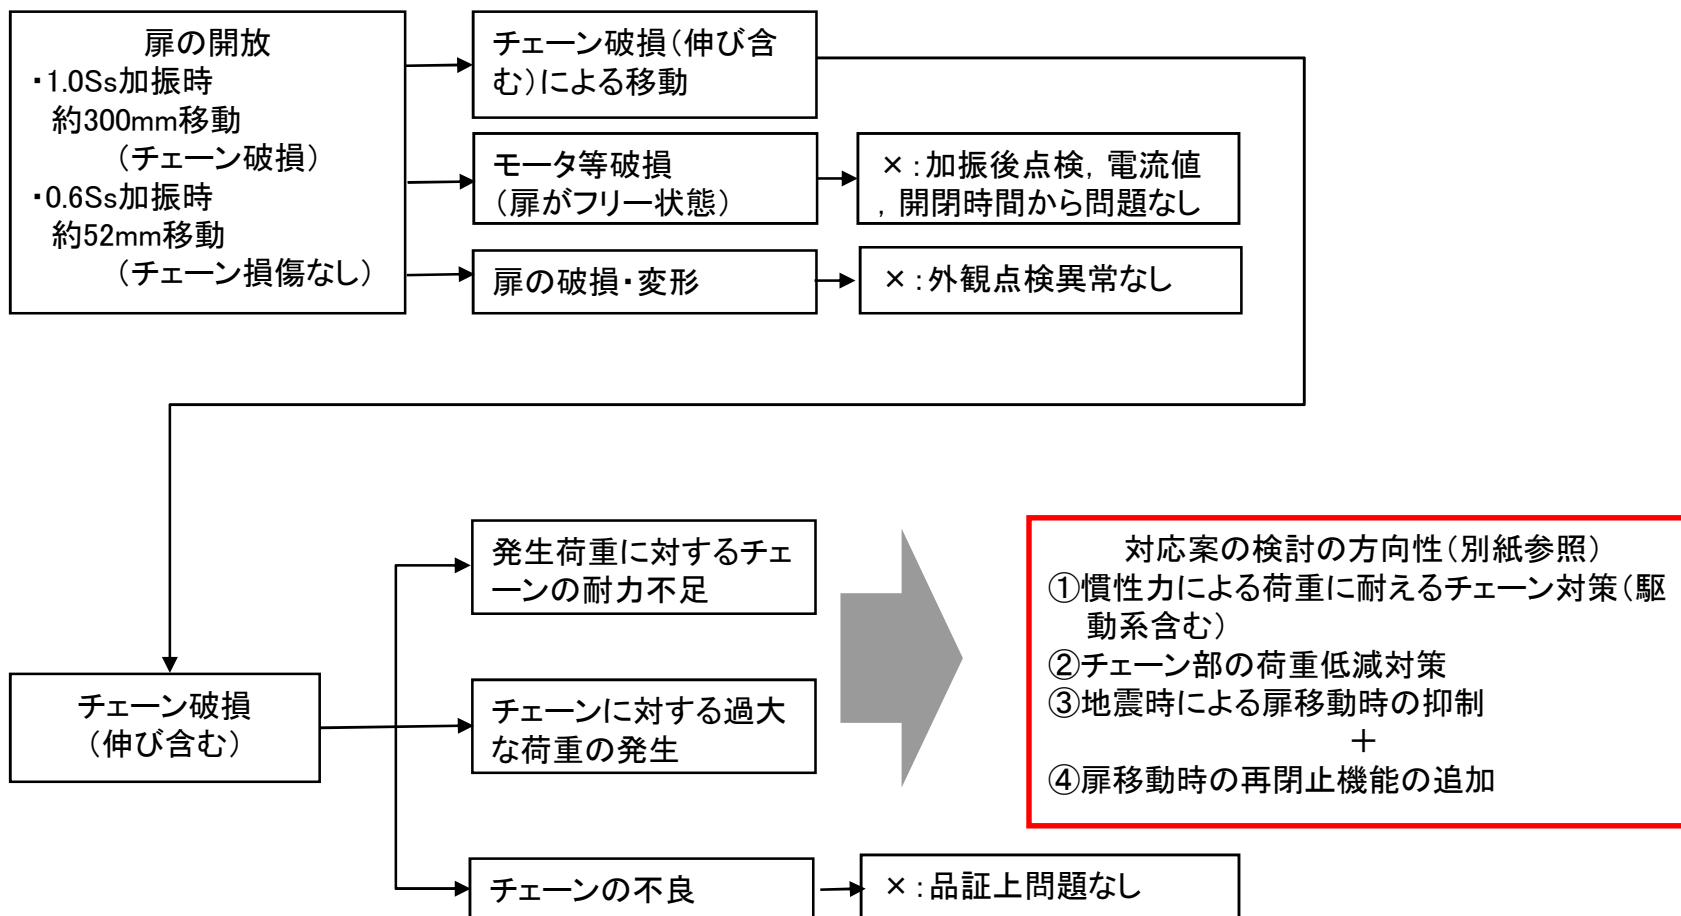 扉の開放
・1.0Ss加振時
約300mm移動
（チェーン破損）
・0.6Ss加振時
約52mm移動
（チェーン損傷なし）
チェーン破損（伸び含
む）による移動
モータ等破損
（扉がフリー状態）
×：加振後点検，電流値
，開閉時間から問題なし
扉の破損・変形
×：外観点検異常なし
チェーン破損
（伸び含む）
発生荷重に対するチェ
ーンの耐力不足
チェーンに対する過大
な荷重の発生
チェーンの不良
×：品証上問題なし
対応案の検討の方向性（別紙参照）
①慣性力による荷重に耐えるチェーン対策（駆
動系含む）
②チェーン部の荷重低減対策
③地震時による扉移動時の抑制
＋
④扉移動時の再閉止機能の追加